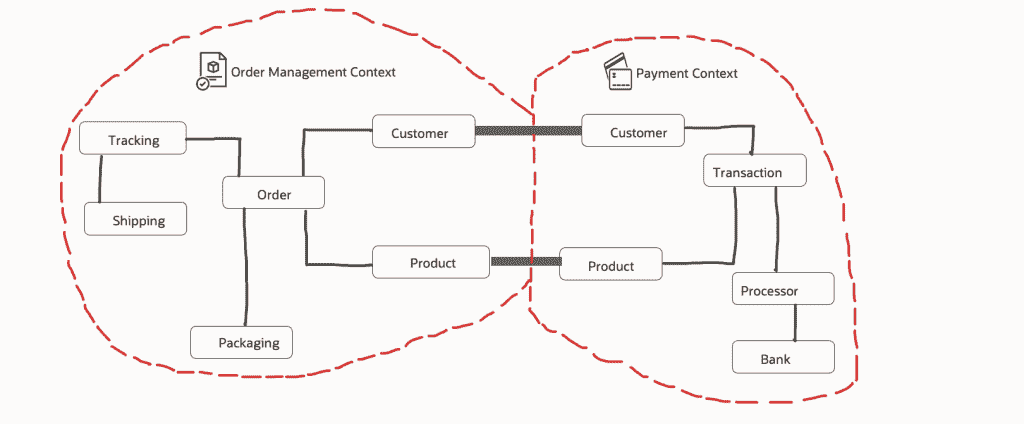 Order Management Context
Payment Context
Tracking
Customer
Customer
Transaction
Order
Shipping
Product
Product
Processor
Packaging
Bank